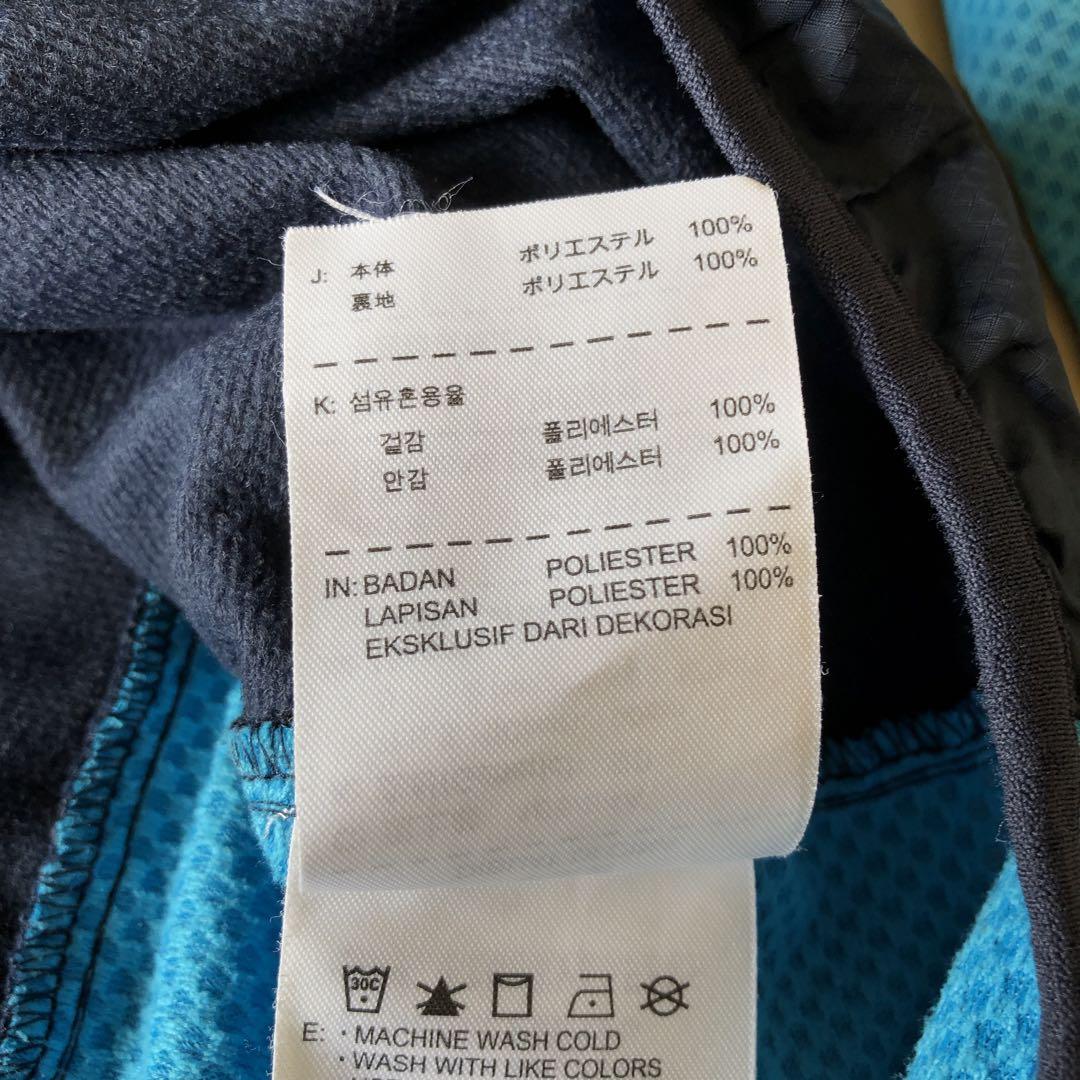 J: 本体 ポリエステル 100%
裏地 ポリエステル 100%
K: 섬유혼용율
겉감 폴리에스터 100%
안감 폴리에스터 100%
IN: BADAN POLIESTER 100%
LAPISAN POLIESTER 100%
EKSKLUSIF DARI DEKORASI
30C
E: · MACHINE WASH COLD
· WASH WITH LIKE COLORS